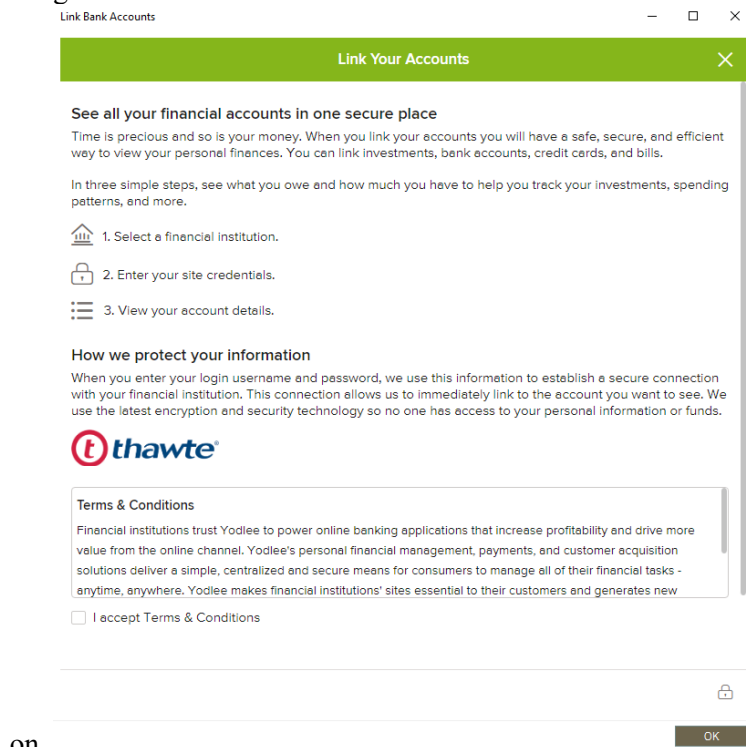 Link Bank Accounts
Link Your Accounts
See all your financial accounts in one secure place
Time is precious and so is your money. When you link your accounts you will have a safe, secure, and efficient
way to view your personal finances. You can link investments, bank accounts, credit cards, and bills.
In three simple steps, see what you owe and how much you have to help you track your investments, spending
patterns, and more.
1. Select a financial institution.
2. Enter your site credentials.
3. View your account details.
How we protect your information
When you enter your login username and password, we use this information to establish a secure connection
with your financial institution. This connection allows us to immediately link to the account you want to see. We
use the latest encryption and security technology so no one has access to your personal information or funds.
thawte
Terms & Conditions
Financial institutions trust Yodlee to power online banking applications that increase profitability and drive more
value from the online channel. Yodlee's personal financial management, payments, and customer acquisition
solutions deliver a simple, centralized and secure means for consumers to manage all of their financial tasks -
anytime, anywhere. Yodlee makes financial institutions' sites essential to their customers and generates new
I accept Terms & Conditions
OK
on